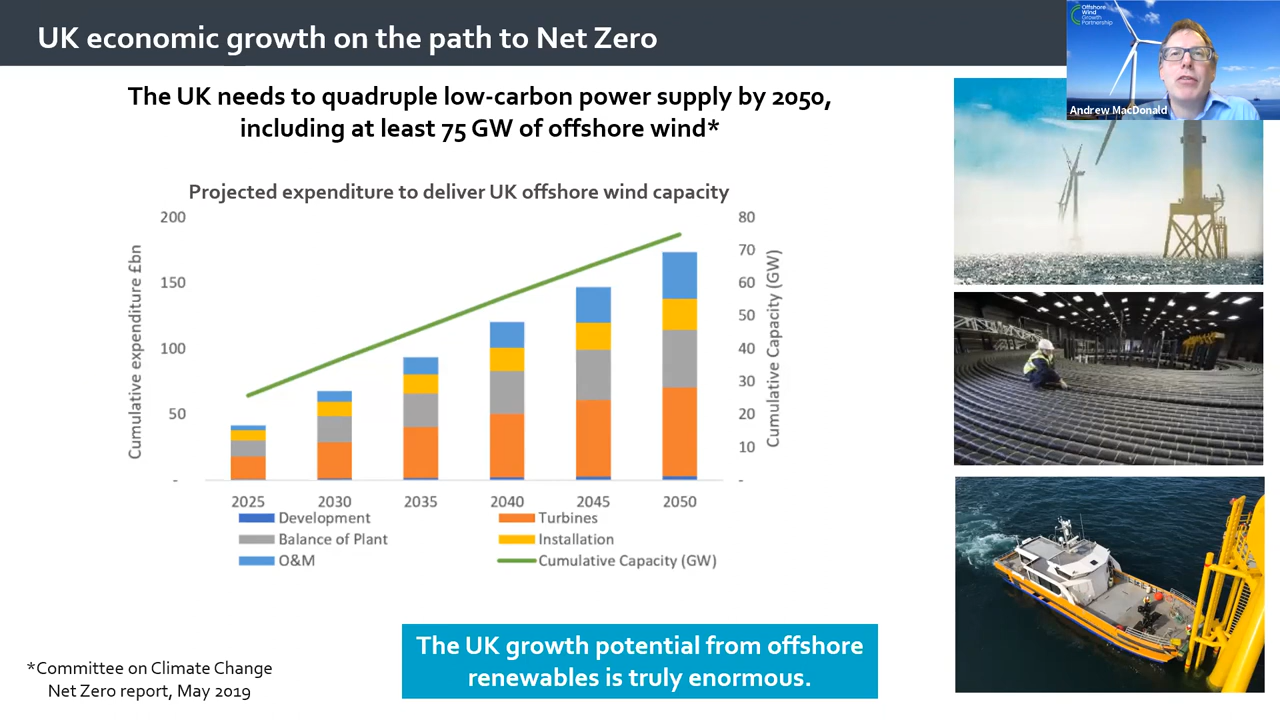 UK economic growth on the path to Net Zero
Offshore
Wind
Growth
Partnership
Andrew MacDonald
The UK needs to quadruple low-carbon power supply by 2050,
including at least 75 GW of offshore wind*
Projected expenditure to deliver UK offshore wind capacity
Cumulative expenditure £bn
200
150
100
50
-
80
70
60
50
40
30
20
10
-
Cumulative Capacity (GW)
2025 2030 2035 2040 2045 2050
Development Turbines
Balance of Plant Installation
O&M Cumulative Capacity (GW)
The UK growth potential from offshore
renewables is truly enormous.
*Committee on Climate Change
Net Zero report, May 2019